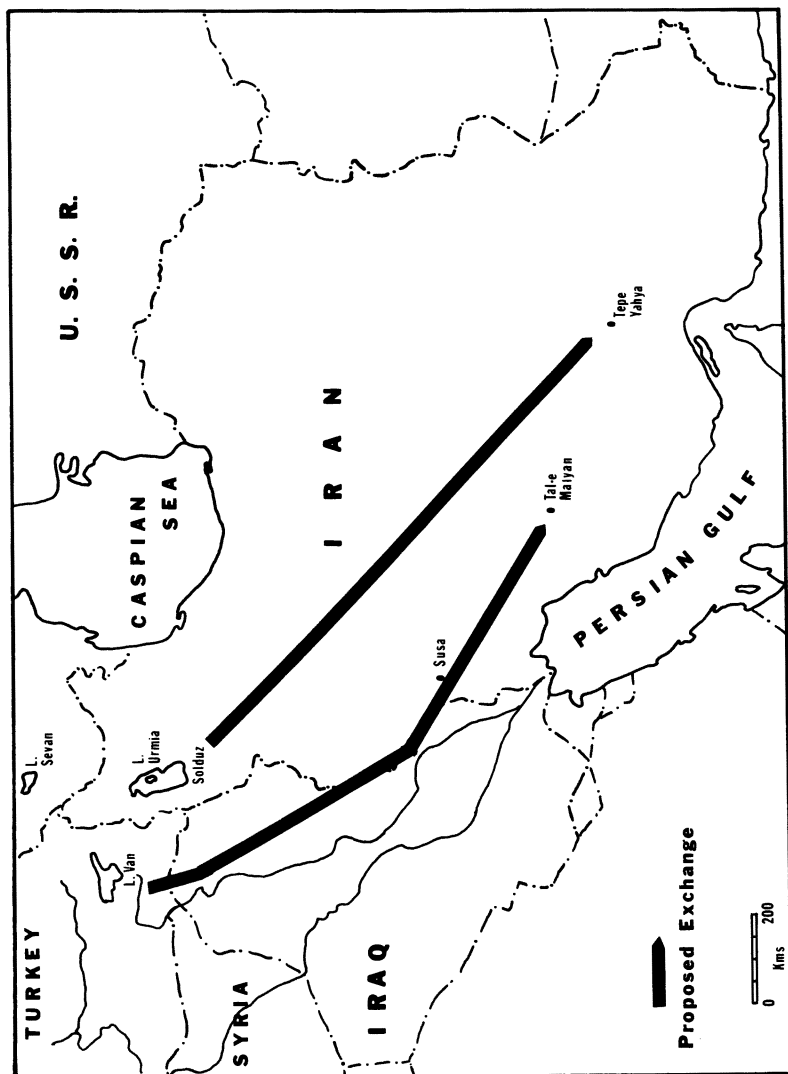 TURKEY
U. S. S. R.
L.
Sevan
L. Van
L.
Urmia
Solduz
CASPIAN
SEA
SYRIA
IRAQ
IRAN
Susa
Tal-e
Malyan
Tepe
Yahya
PERSIAN GULF
Proposed Exchange
0 200
Kms